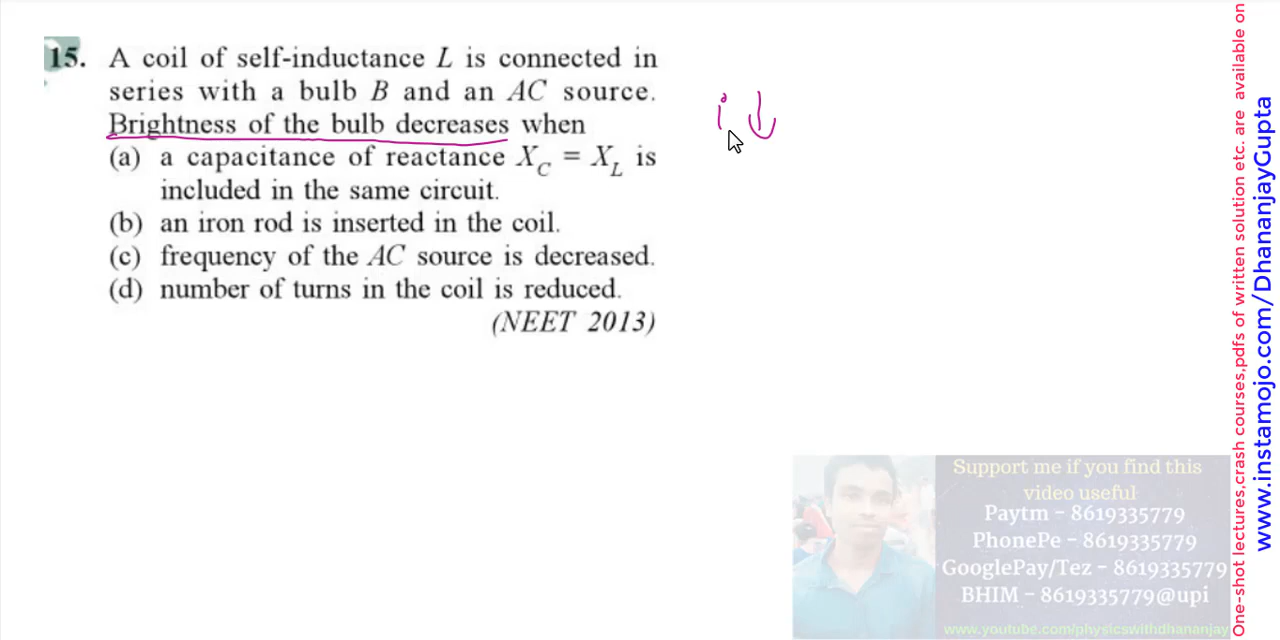 15. A coil of self-inductance L is connected in
series with a bulb B and an AC source.
Brightness of the bulb decreases when
(a) a capacitance of reactance X_C = X_L is
included in the same circuit.
(b) an iron rod is inserted in the coil.
(c) frequency of the AC source is decreased.
(d) number of turns in the coil is reduced.
(NEET 2013)
i ↓
Support me if you find this
video useful
Paytm - 8619335779
PhonePe - 8619335779
GooglePay/Tez - 8619335779
BHIM - 8619335779@upi
www.youtube.com/physicswithdhananjay
One-shot lectures,crash courses,pdfs of written solution etc. are available on
www.instamojo.com/DhananjayGupta